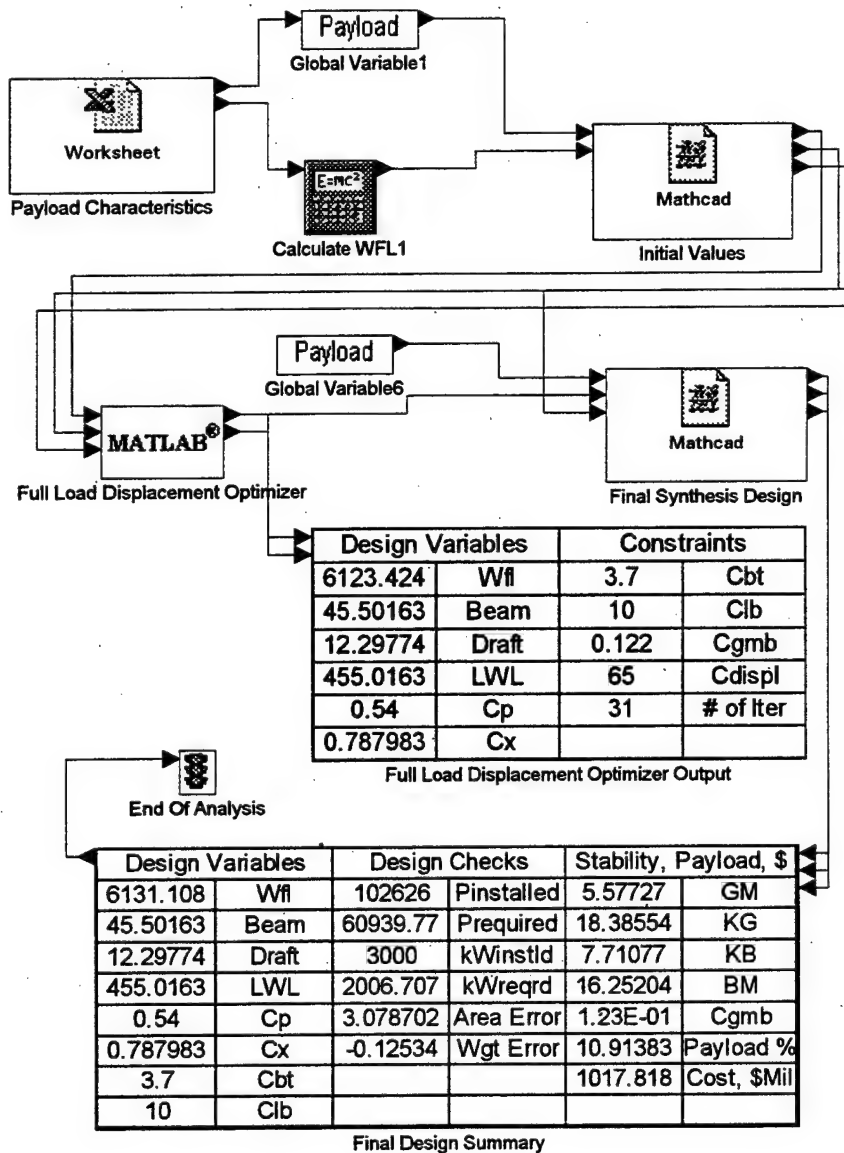 Payload
Global Variable1
Worksheet
Payload Characteristics
E=mc²
Calculate WFL1
Mathcad
Initial Values
Payload
Global Variable6
MATLAB®
Full Load Displacement Optimizer
Mathcad
Final Synthesis Design
Design Variables Constraints
6123.424 Wfl 3.7 Cbt
45.50163 Beam 10 Clb
12.29774 Draft 0.122 Cgmb
455.0163 LWL 65 Cdispl
0.54 Cp 31 # of Iter
0.787983 Cx
Full Load Displacement Optimizer Output
End Of Analysis
Design Variables Design Checks Stability, Payload, $
6131.108 Wfl 102626 Pinstalled 5.57727 GM
45.50163 Beam 60939.77 Prequired 18.38554 KG
12.29774 Draft 3000 kWinstld 7.71077 KB
455.0163 LWL 2006.707 kWreqrd 16.25204 BM
0.54 Cp 3.078702 Area Error 1.23E-01 Cgmb
0.787983 Cx -0.12534 Wgt Error 10.91383 Payload %
3.7 Cbt 1017.818 Cost, $Mil
10 Clb
Final Design Summary